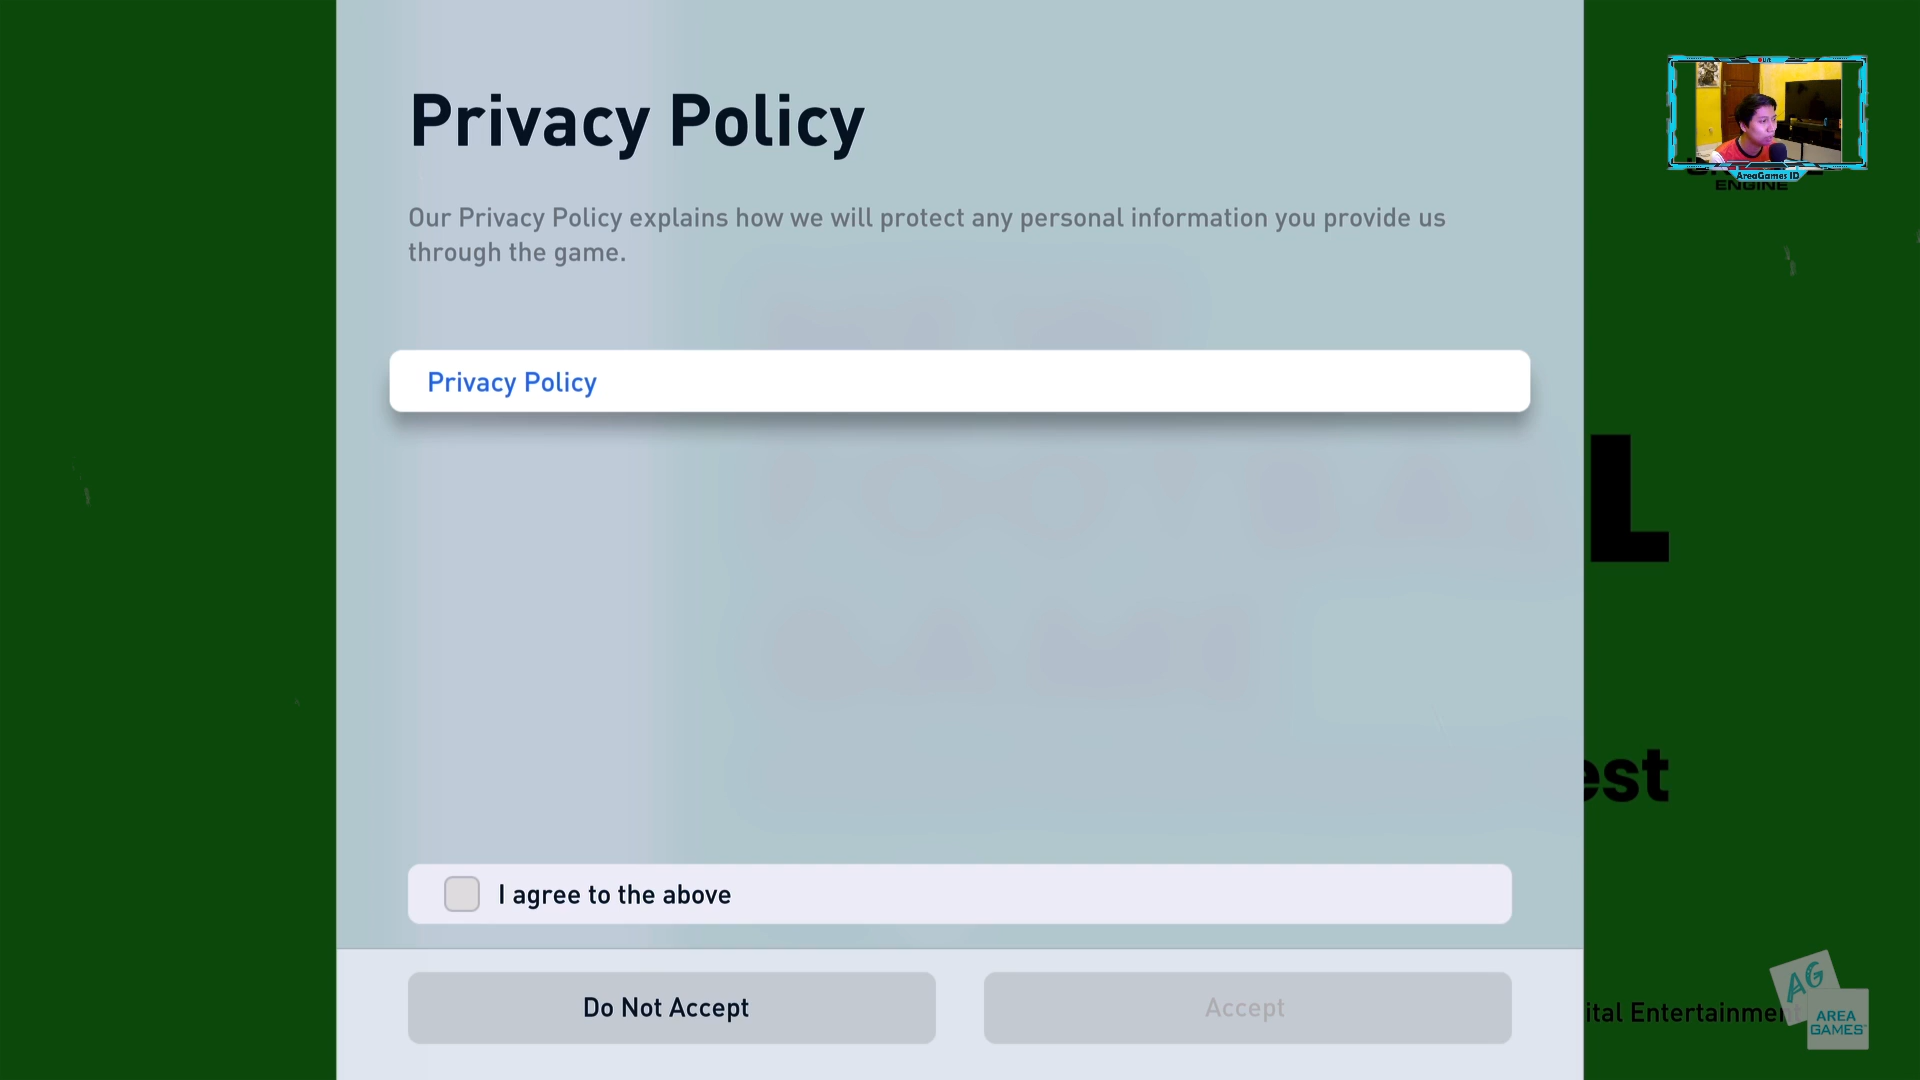 Privacy Policy
Our Privacy Policy explains how we will protect any personal information you provide us
through the game.
Privacy Policy
I agree to the above
Do Not Accept
Accept
AreaGames ID
ENGINE
L
est
ital Entertainment
AG
AREA
GAMES